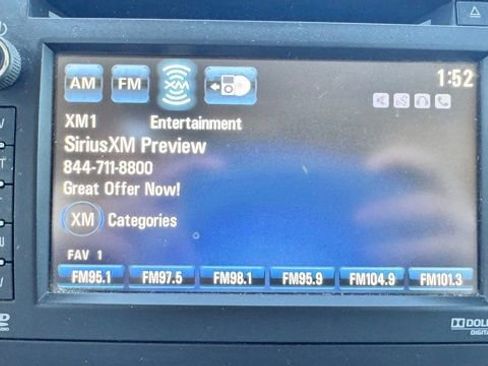 AM FM XM 1:52
XM1 Entertainment
SiriusXM Preview
844-711-8800
Great Offer Now!
XM Categories
FAV 1
FM95.1 FM97.5 FM98.1 FM95.9 FM104.9 FM101.3